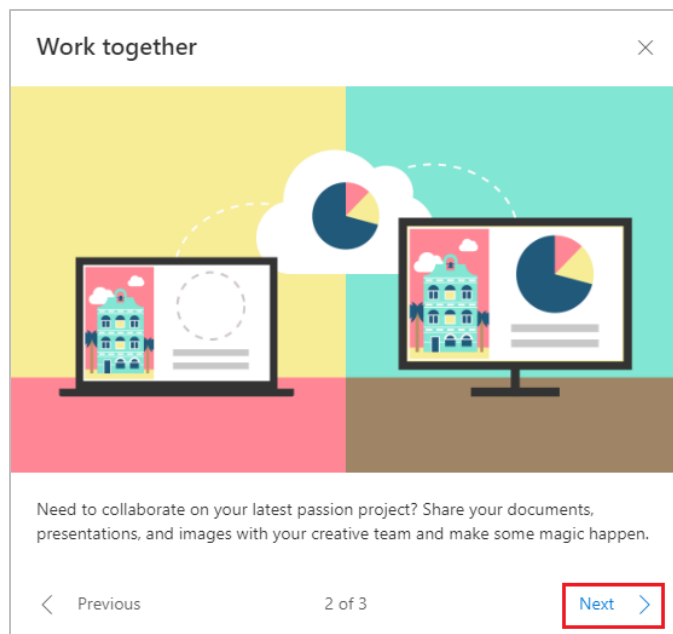 Work together
Need to collaborate on your latest passion project? Share your documents,
presentations, and images with your creative team and make some magic happen.
Previous
2 of 3
Next